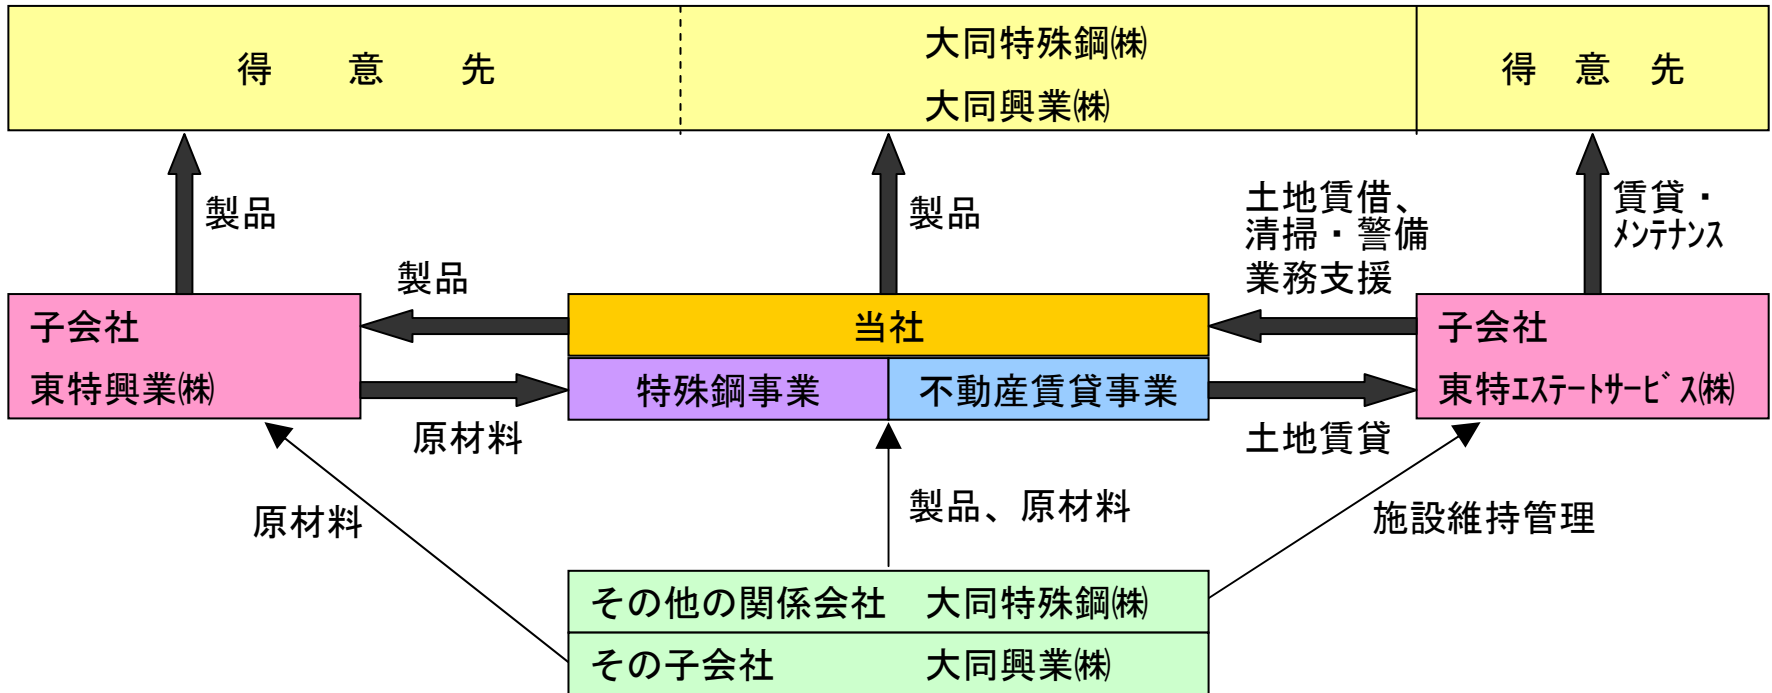 得　意　先
大同特殊鋼㈱
大同興業㈱
得　意　先
製品
製品
土地賃借、
清掃・警備
業務支援
賃貸・
ﾒﾝﾃﾅﾝｽ
製品
子会社
東特興業㈱
当社
特殊鋼事業
不動産賃貸事業
子会社
東特ｴｽﾃｰﾄｻｰﾋﾞｽ㈱
原材料
土地賃貸
原材料
製品、原材料
施設維持管理
その他の関係会社　大同特殊鋼㈱
その子会社　大同興業㈱